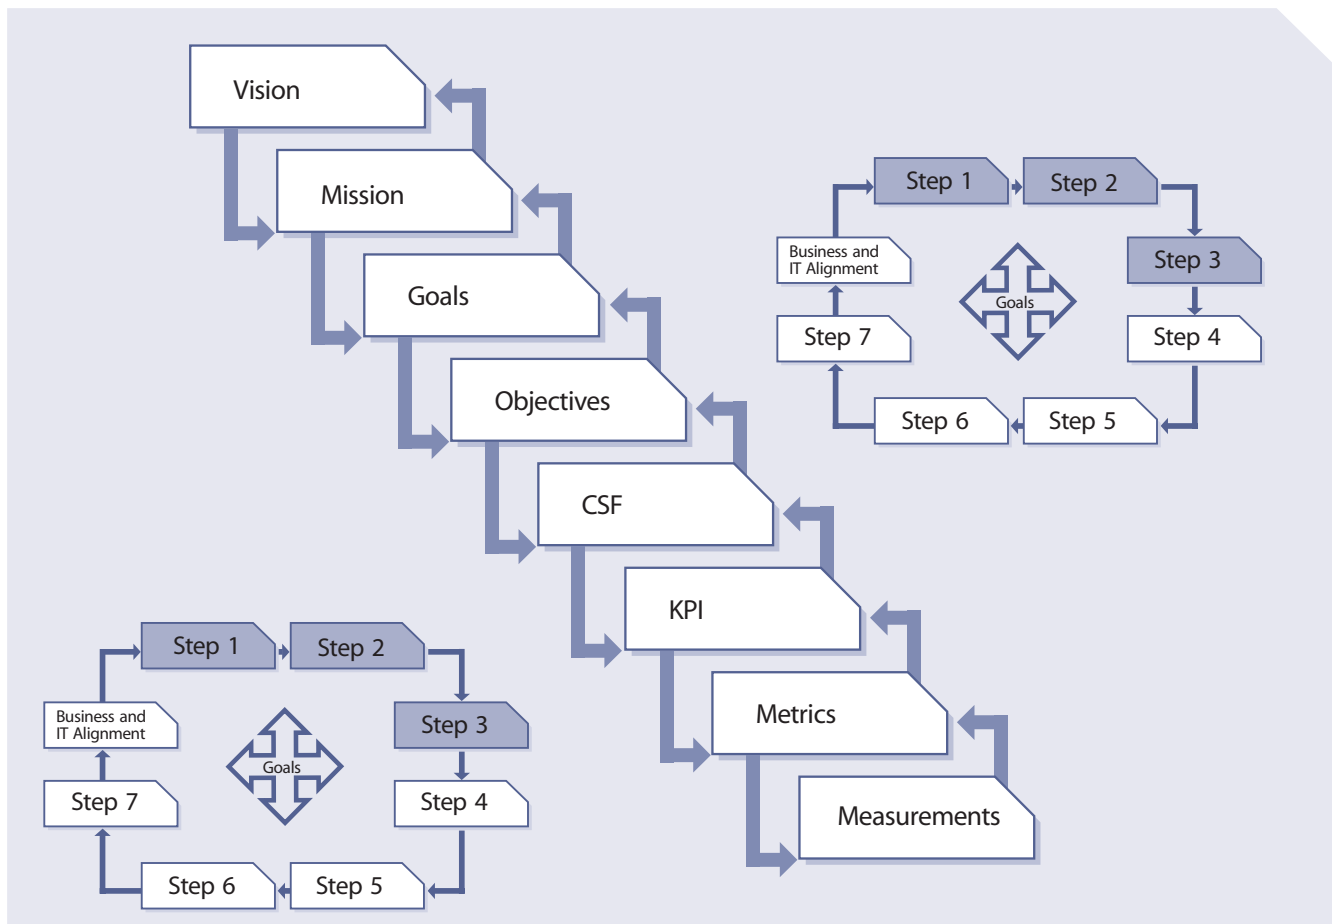 Vision
Mission
Goals
Objectives
CSF
KPI
Metrics
Measurements
Step 1
Step 2
Step 3
Step 4
Step 5
Step 6
Step 7
Business and
IT Alignment
Goals
Step 1
Step 2
Step 3
Step 4
Step 5
Step 6
Step 7
Business and
IT Alignment
Goals